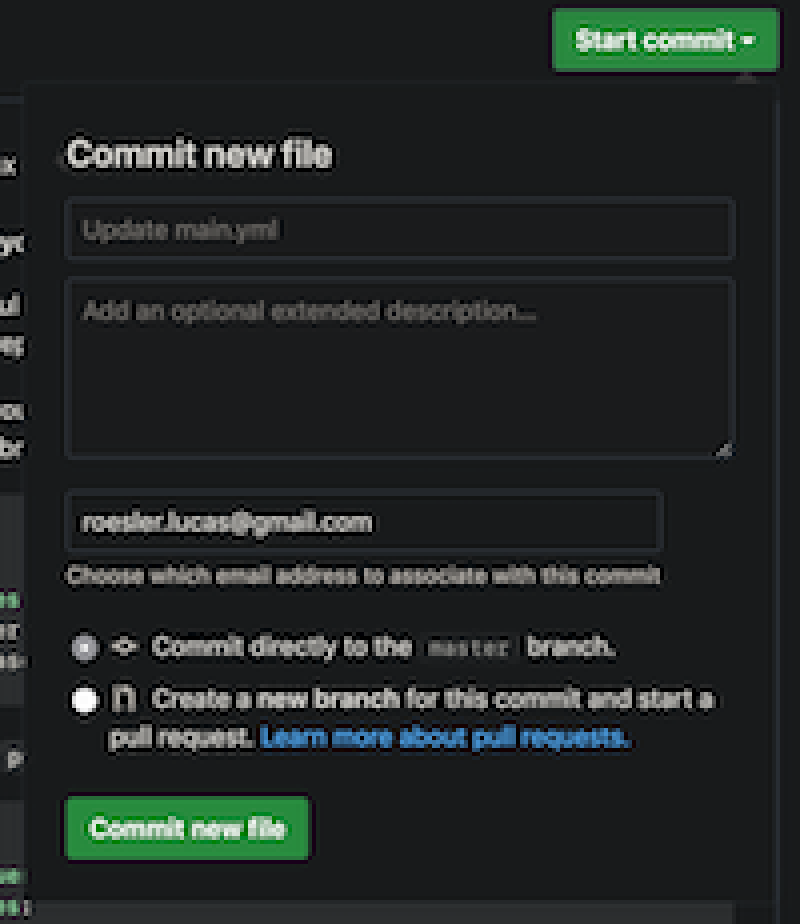 Start commit
Commit new file
Update main.yml
Add an optional extended description...
roesler.lucas@gmail.com
Choose which email address to associate with this commit
Commit directly to the master branch.
Create a new branch for this commit and start a
pull request. Learn more about pull requests.
Commit new file